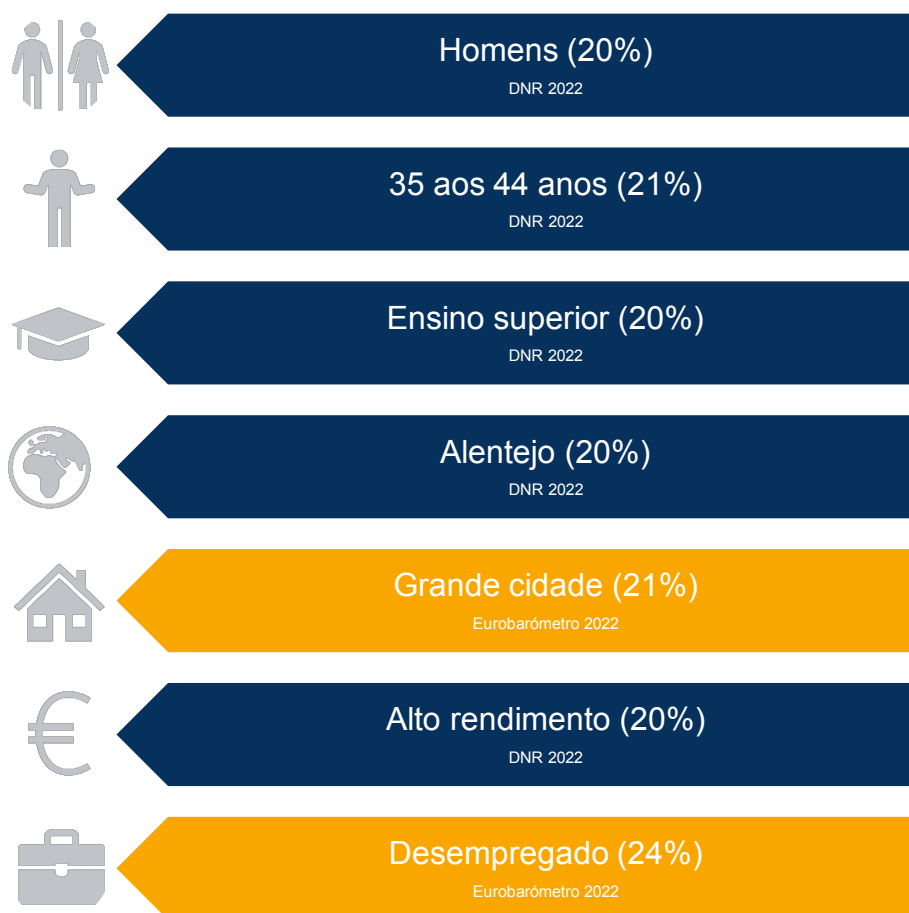 Homens (20%)
DNR 2022
35 aos 44 anos (21%)
DNR 2022
Ensino superior (20%)
DNR 2022
Alentejo (20%)
DNR 2022
Grande cidade (21%)
Eurobarómetro 2022
Alto rendimento (20%)
DNR 2022
Desempregado (24%)
Eurobarómetro 2022